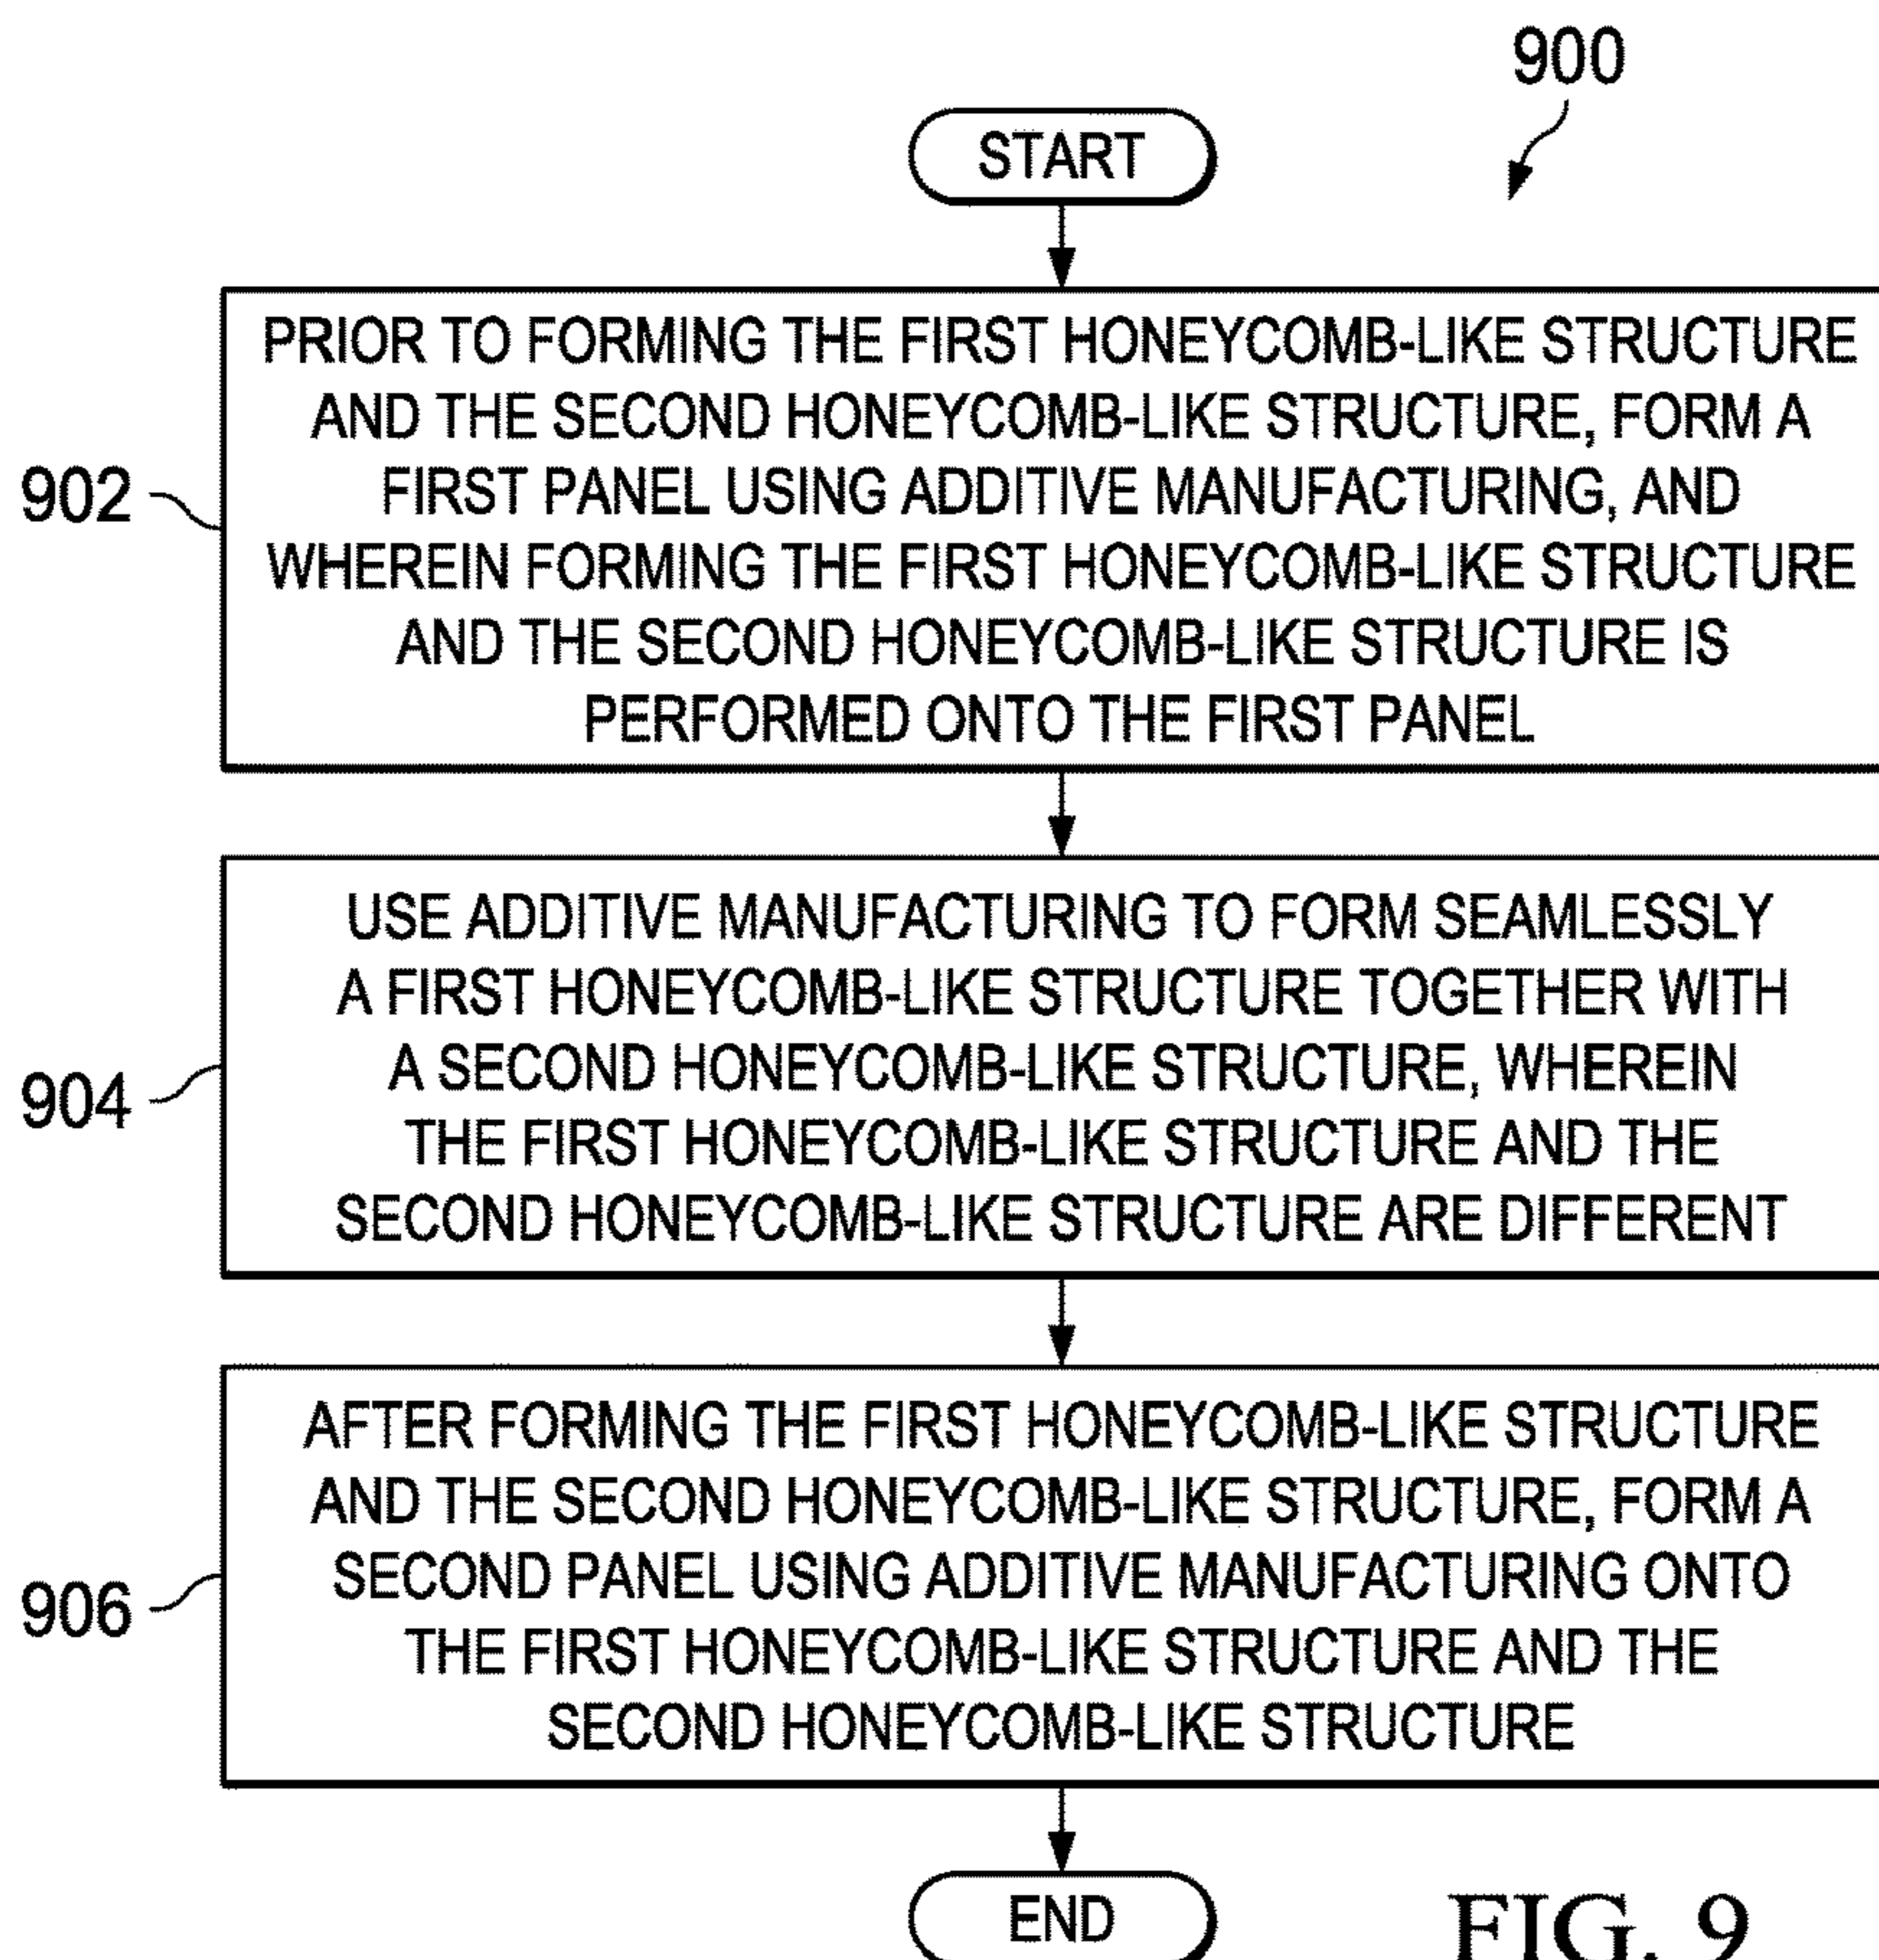 900
START
PRIOR TO FORMING THE FIRST HONEYCOMB-LIKE STRUCTURE
AND THE SECOND HONEYCOMB-LIKE STRUCTURE, FORM A
FIRST PANEL USING ADDITIVE MANUFACTURING, AND
WHEREIN FORMING THE FIRST HONEYCOMB-LIKE STRUCTURE
AND THE SECOND HONEYCOMB-LIKE STRUCTURE IS
PERFORMED ONTO THE FIRST PANEL
902
USE ADDITIVE MANUFACTURING TO FORM SEAMLESSLY
A FIRST HONEYCOMB-LIKE STRUCTURE TOGETHER WITH
A SECOND HONEYCOMB-LIKE STRUCTURE, WHEREIN
THE FIRST HONEYCOMB-LIKE STRUCTURE AND THE
SECOND HONEYCOMB-LIKE STRUCTURE ARE DIFFERENT
904
AFTER FORMING THE FIRST HONEYCOMB-LIKE STRUCTURE
AND THE SECOND HONEYCOMB-LIKE STRUCTURE, FORM A
SECOND PANEL USING ADDITIVE MANUFACTURING ONTO
THE FIRST HONEYCOMB-LIKE STRUCTURE AND THE
SECOND HONEYCOMB-LIKE STRUCTURE
906
END
FIG. 9